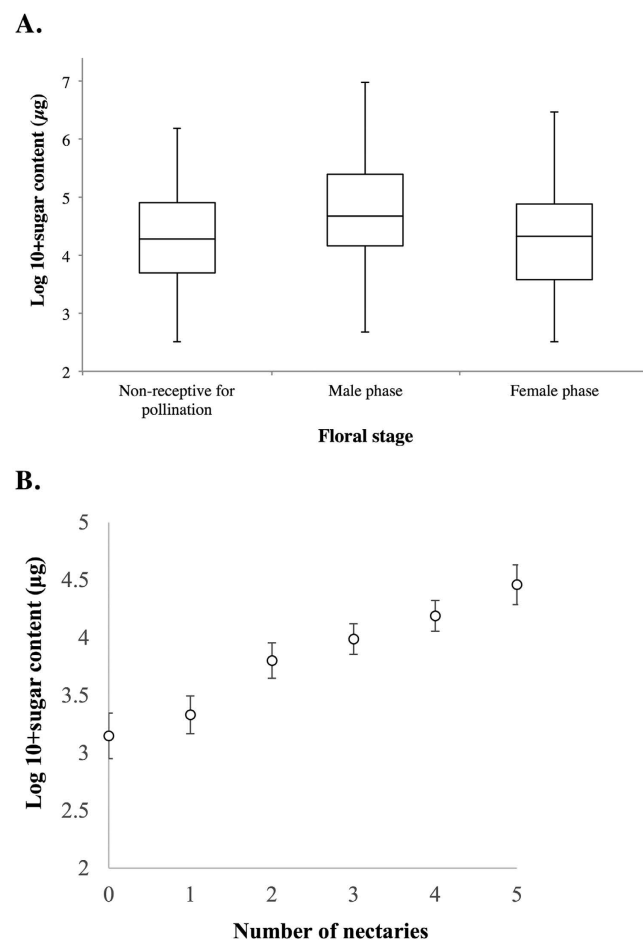 A.
Log 10+sugar content (µg)
7
6
5
4
3
2
Non-receptive for
pollination
Male phase
Female phase
Floral stage
B.
Log 10+sugar content (µg)
5
4.5
4
3.5
3
2.5
2
0 1 2 3 4 5
Number of nectaries